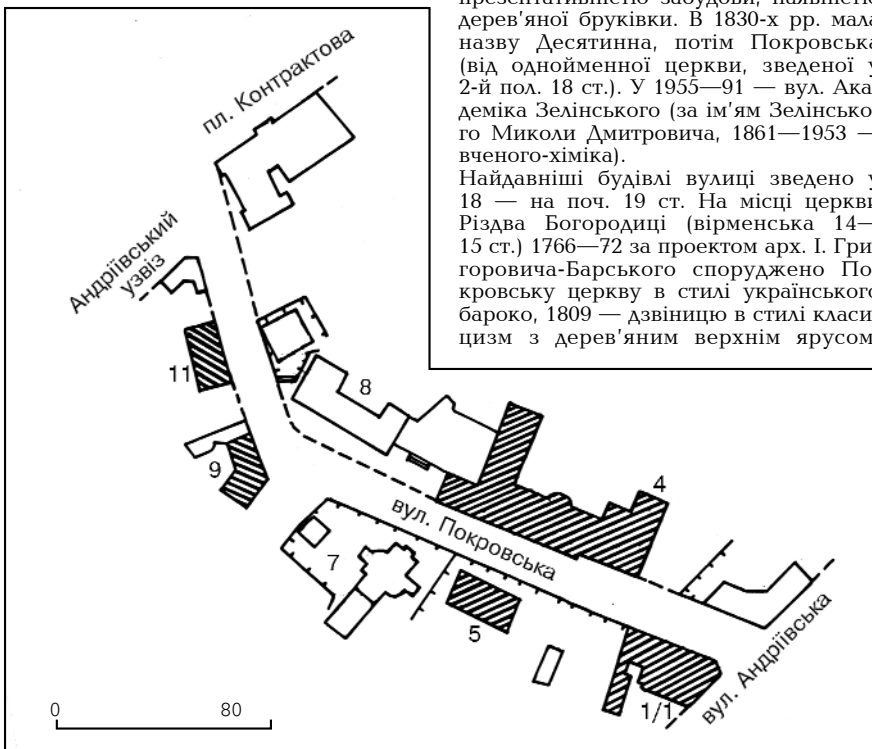 дерев’яної бруківки. В 1830-х рр. мала
назву Десятинна, потім Покровська
(від однойменної церкви, зведеної у
2-й пол. 18 ст.). У 1955—91 — вул. Ака
деміка Зелінського (за ім’ям Зелінсько
го Миколи Дмитровича, 1861—1953 —
вченого-хіміка).
Найдавніші будівлі вулиці зведено у
18 — на поч. 19 ст. На місці церкви
Різдва Богородиці (вірменська 14—
15 ст.) 1766—72 за проектом арх. І. Гри
горовича-Барського споруджено По
кровську церкву в стилі українського
бароко, 1809 — дзвіницю в стилі класи
цизм з дерев’яним верхнім ярусом
пл. Контрактова
Андріївський
узвіз
11
8
9
4
вул. Покровська
7
5
1/1
вул. Андріївська
0 80